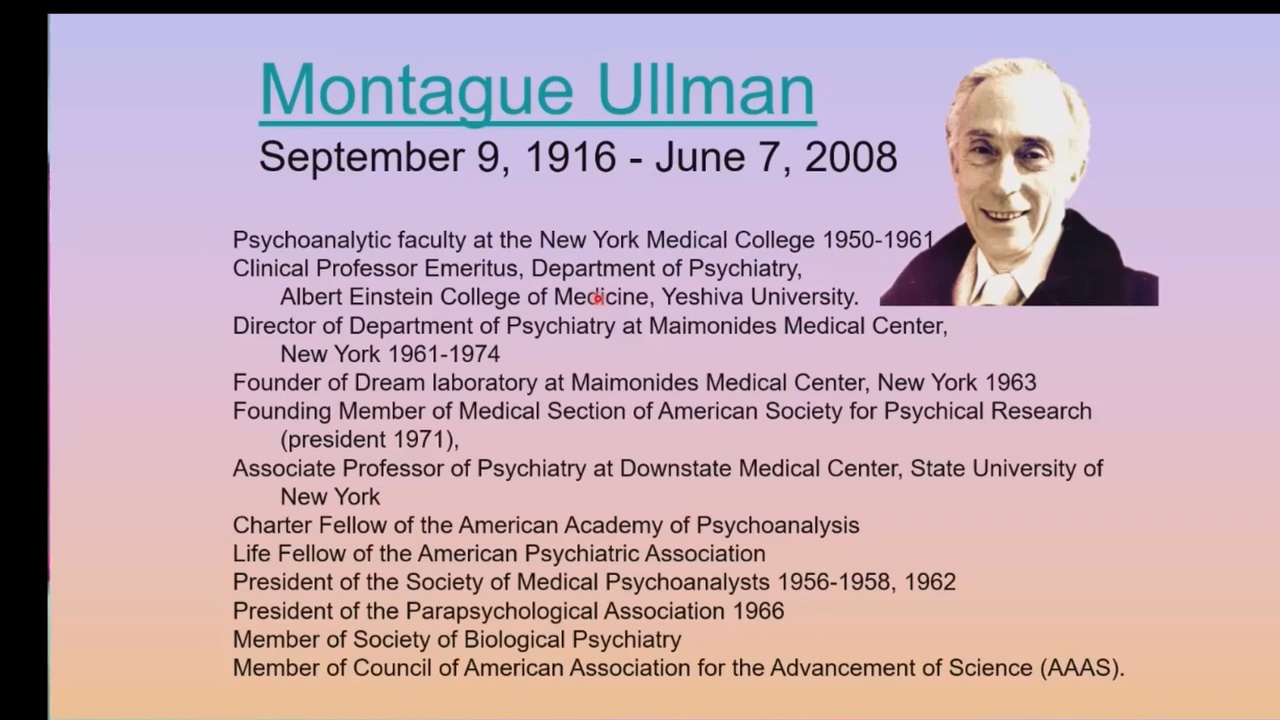 Montague Ullman
September 9, 1916 - June 7, 2008
Psychoanalytic faculty at the New York Medical College 1950-1961
Clinical Professor Emeritus, Department of Psychiatry,
Albert Einstein College of Medicine, Yeshiva University.
Director of Department of Psychiatry at Maimonides Medical Center,
New York 1961-1974
Founder of Dream laboratory at Maimonides Medical Center, New York 1963
Founding Member of Medical Section of American Society for Psychical Research
(president 1971),
Associate Professor of Psychiatry at Downstate Medical Center, State University of
New York
Charter Fellow of the American Academy of Psychoanalysis
Life Fellow of the American Psychiatric Association
President of the Society of Medical Psychoanalysts 1956-1958, 1962
President of the Parapsychological Association 1966
Member of Society of Biological Psychiatry
Member of Council of American Association for the Advancement of Science (AAAS).